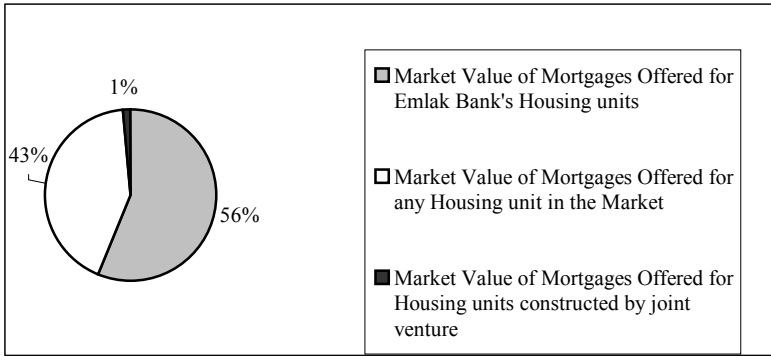 1%
43%
56%
Market Value of Mortgages Offered for
Emlak Bank's Housing units
Market Value of Mortgages Offered for
any Housing unit in the Market
Market Value of Mortgages Offered for
Housing units constructed by joint
venture